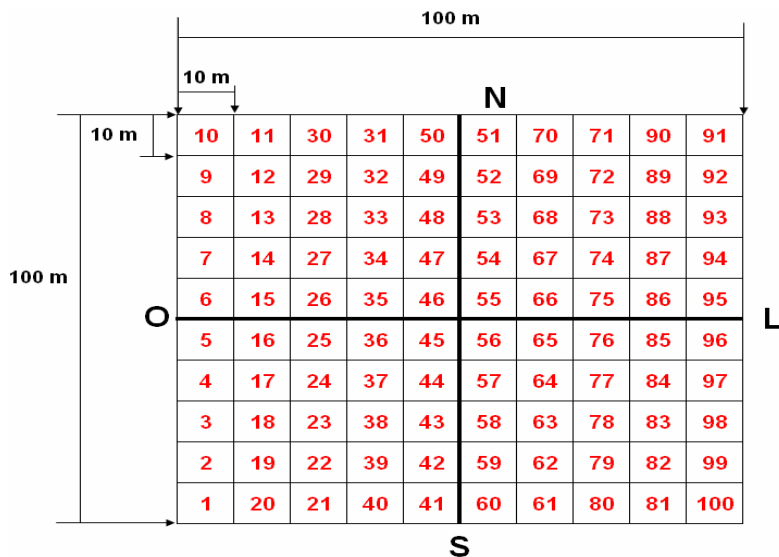 100 m
10 m
N
10 m
10 11 30 31 50 51 70 71 90 91
9 12 29 32 49 52 69 72 89 92
8 13 28 33 48 53 68 73 88 93
7 14 27 34 47 54 67 74 87 94
100 m
6 15 26 35 46 55 66 75 86 95
O
L
5 16 25 36 45 56 65 76 85 96
4 17 24 37 44 57 64 77 84 97
3 18 23 38 43 58 63 78 83 98
2 19 22 39 42 59 62 79 82 99
1 20 21 40 41 60 61 80 81 100
S